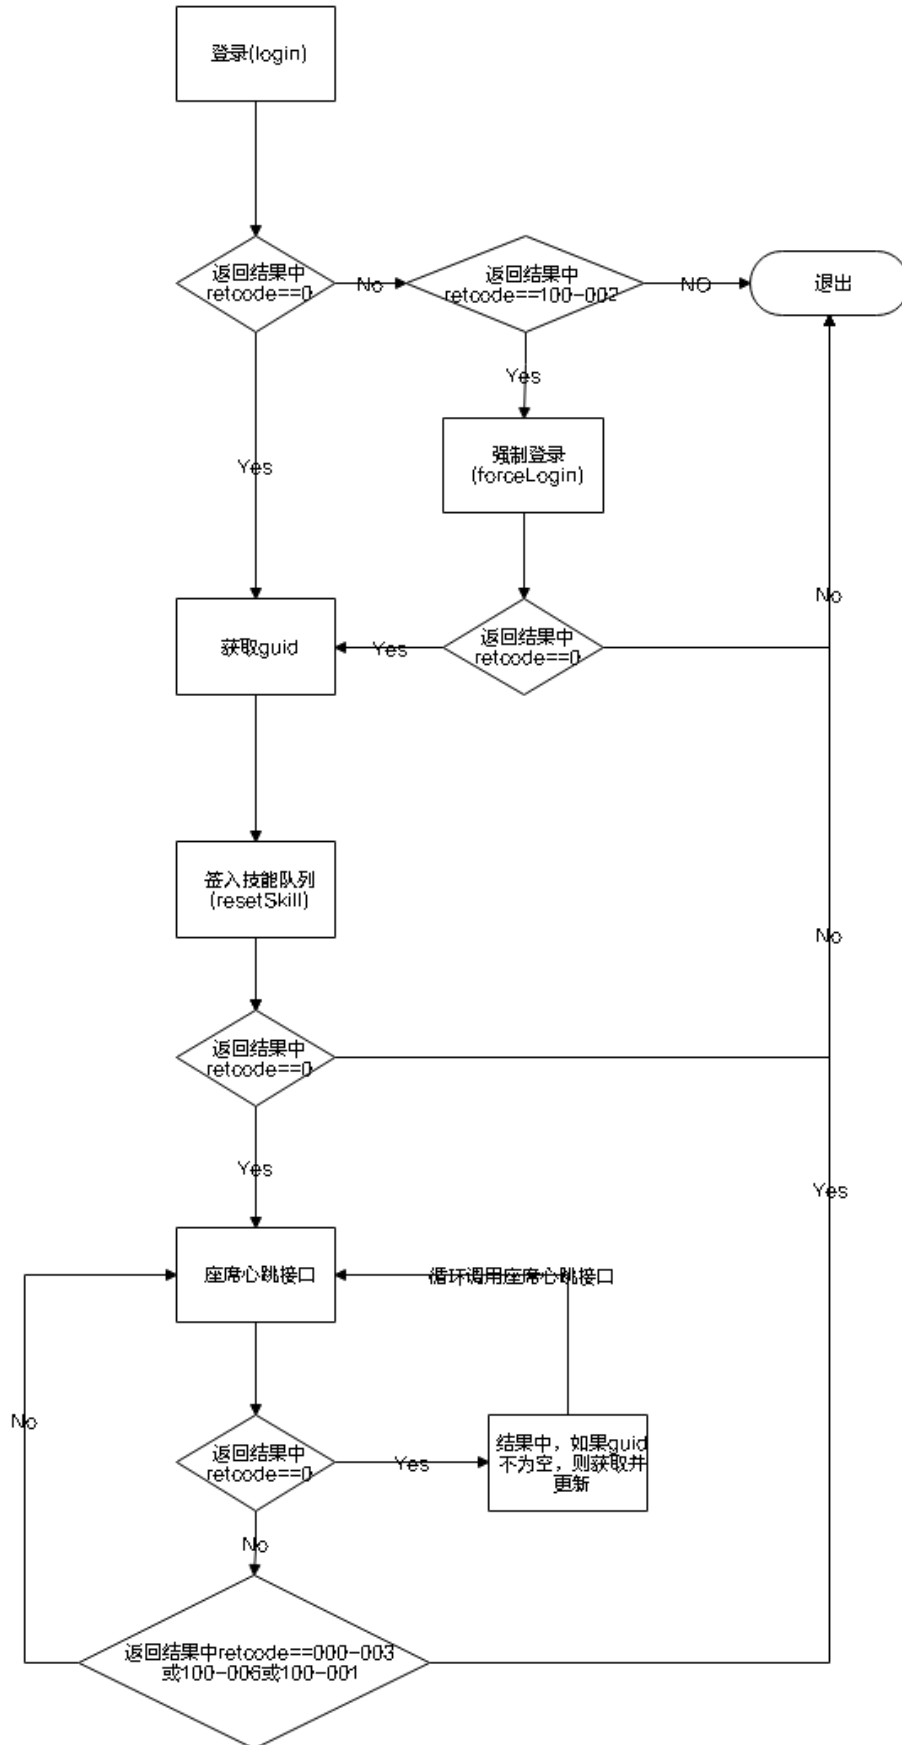 登录(login)
返回结果中
retcode==0
No
返回结果中
retcode==100-002
NO
退出
Yes
Yes
强制登录
(forceLogin)
获取guid
Yes
返回结果中
retcode==0
No
签入技能队列
(resetSkill)
No
返回结果中
retcode==0
Yes
Yes
座席心跳接口
循环调用座席心跳接口
No
返回结果中
retcode==0
Yes
结果中，如果guid
不为空，则获取并
更新
No
返回结果中retcode==000-003
或100-006或100-001